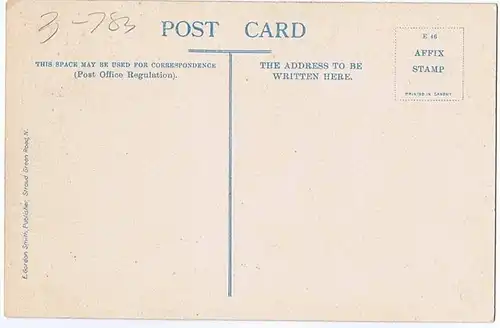 3-783
POST CARD
THIS SPACE MAY BE USED FOR CORRESPONDENCE
(Post Office Regulation).
THE ADDRESS TO BE
WRITTEN HERE.
E 46
AFFIX
STAMP
PRINTED IN SAXONY
E. Gordon Smith, Publisher, Stroud Green Road, N.